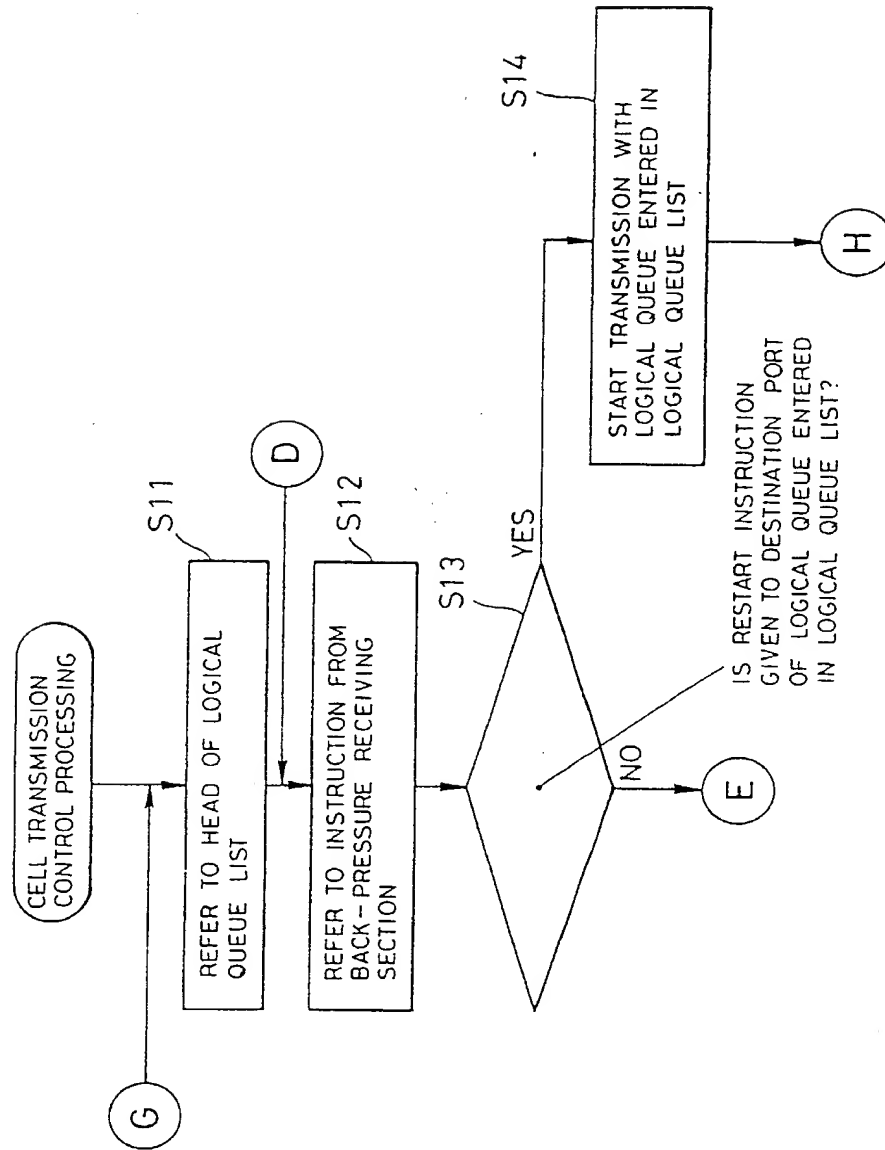 CELL TRANSMISSION
CONTROL PROCESSING
G
S11
REFER TO HEAD OF LOGICAL
QUEUE LIST
D
S12
REFER TO INSTRUCTION FROM
BACK-PRESSURE RECEIVING
SECTION
S13
YES
NO
IS RESTART INSTRUCTION
GIVEN TO DESTINATION PORT
OF LOGICAL QUEUE ENTERED
IN LOGICAL QUEUE LIST?
E
S14
START TRANSMISSION WITH
LOGICAL QUEUE ENTERED IN
LOGICAL QUEUE LIST
H